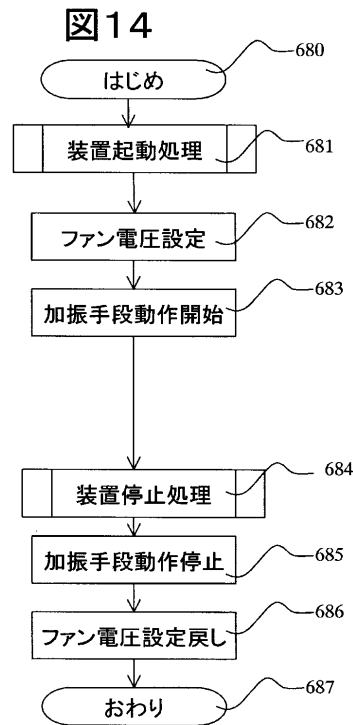 図14
はじめ
680
装置起動処理
681
ファン電圧設定
682
加振手段動作開始
683
装置停止処理
684
加振手段動作停止
685
ファン電圧設定戻し
686
おわり
687